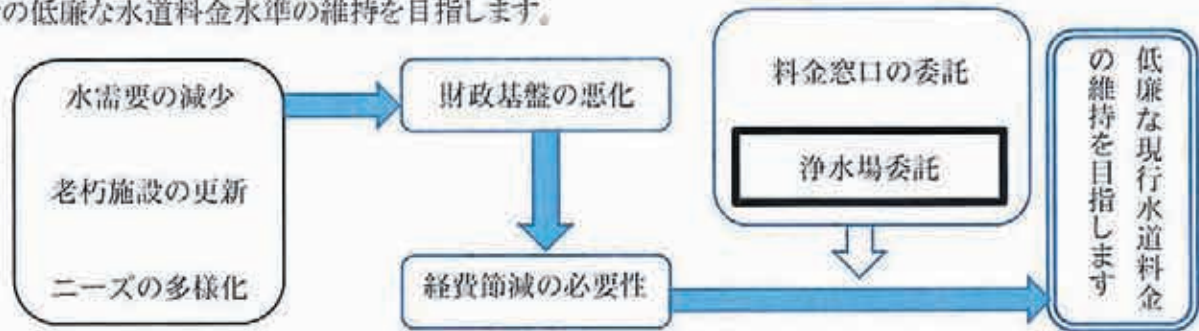 の低廉な水道料金水準の維持を目指します。
水需要の減少
老朽施設の更新
ニーズの多様化
財政基盤の悪化
経費節減の必要性
料金窓口の委託
浄水場委託
低廉な現行水道料金
の維持を目指します